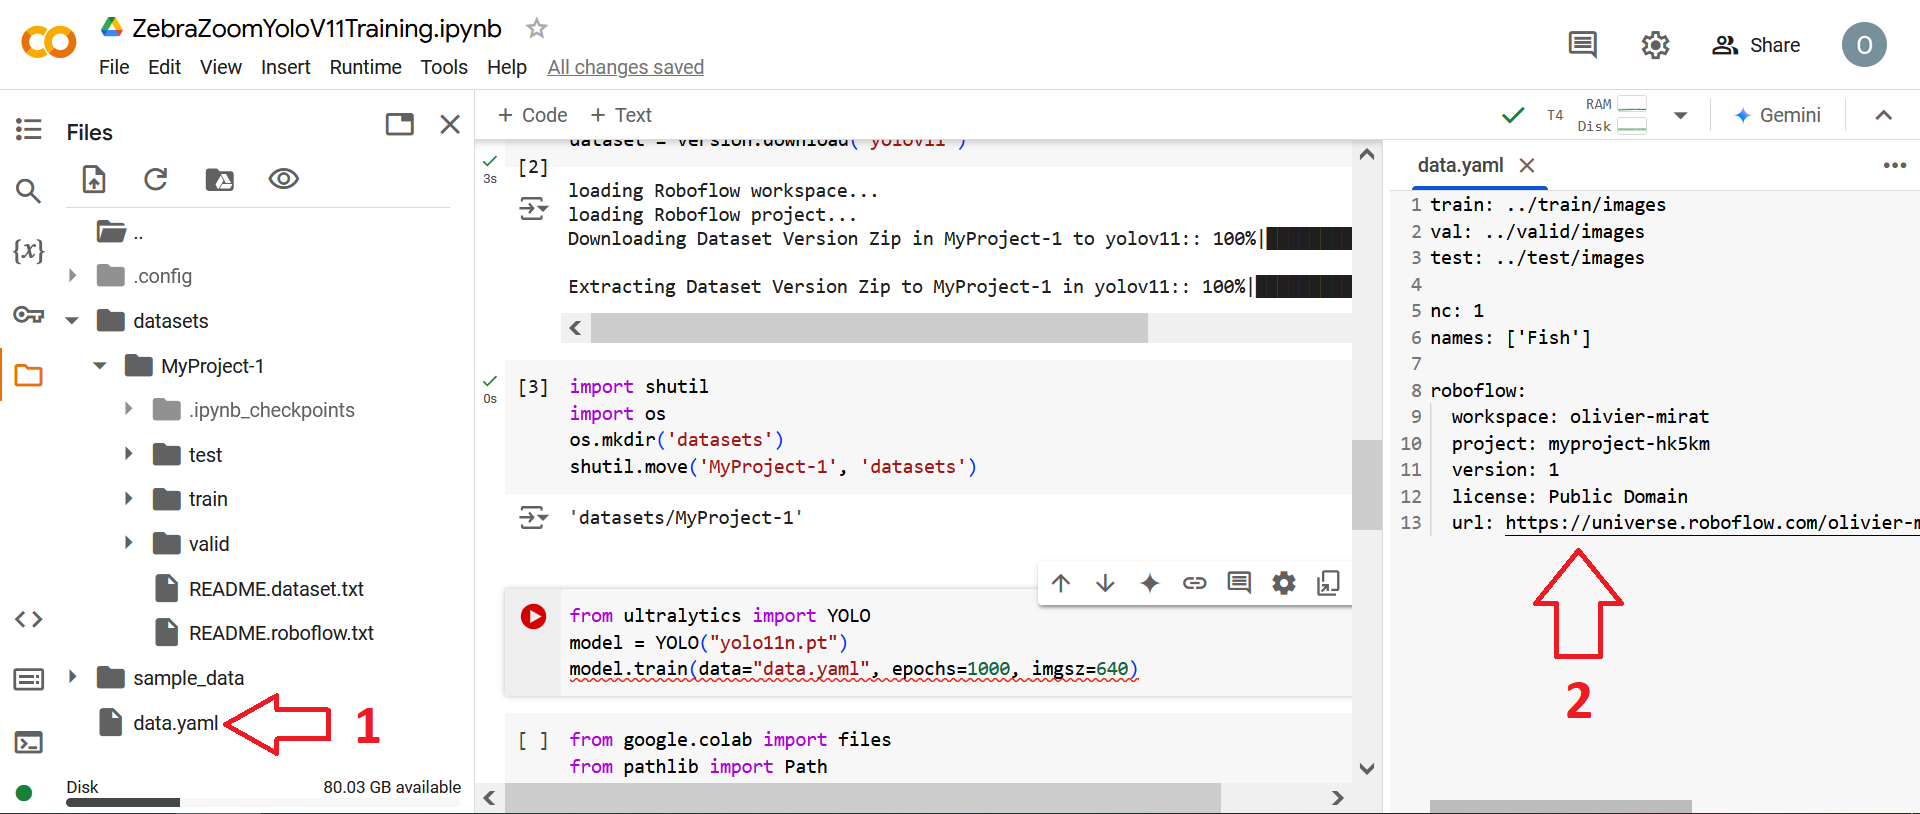 ZebraZoomYoloV11Training.ipynb
File Edit View Insert Runtime Tools Help All changes saved
Share
O
Files
+ Code + Text
T4
RAM
Disk
Gemini
..
.config
datasets
MyProject-1
.ipynb_checkpoints
test
train
valid
README.dataset.txt
README.roboflow.txt
sample_data
data.yaml
1
Disk 80.03 GB available
{x}
dataset = version.download("yolov11")
[2]
3s
loading Roboflow workspace...
loading Roboflow project...
Downloading Dataset Version Zip in MyProject-1 to yolov11:: 100%|
Extracting Dataset Version Zip to MyProject-1 in yolov11:: 100%|
[3]
0s
import shutil
import os
os.mkdir('datasets')
shutil.move('MyProject-1', 'datasets')
'datasets/MyProject-1'
from ultralytics import YOLO
model = YOLO("yolo11n.pt")
model.train(data="data.yaml", epochs=1000, imgsz=640)
[ ]
from google.colab import files
from pathlib import Path
data.yaml
1 train: ../train/images
2 val: ../valid/images
3 test: ../test/images
4
5 nc: 1
6 names: ['Fish']
7
8 roboflow:
9 workspace: olivier-mirat
10 project: myproject-hk5km
11 version: 1
12 license: Public Domain
13 url: https://universe.roboflow.com/olivier-m
2